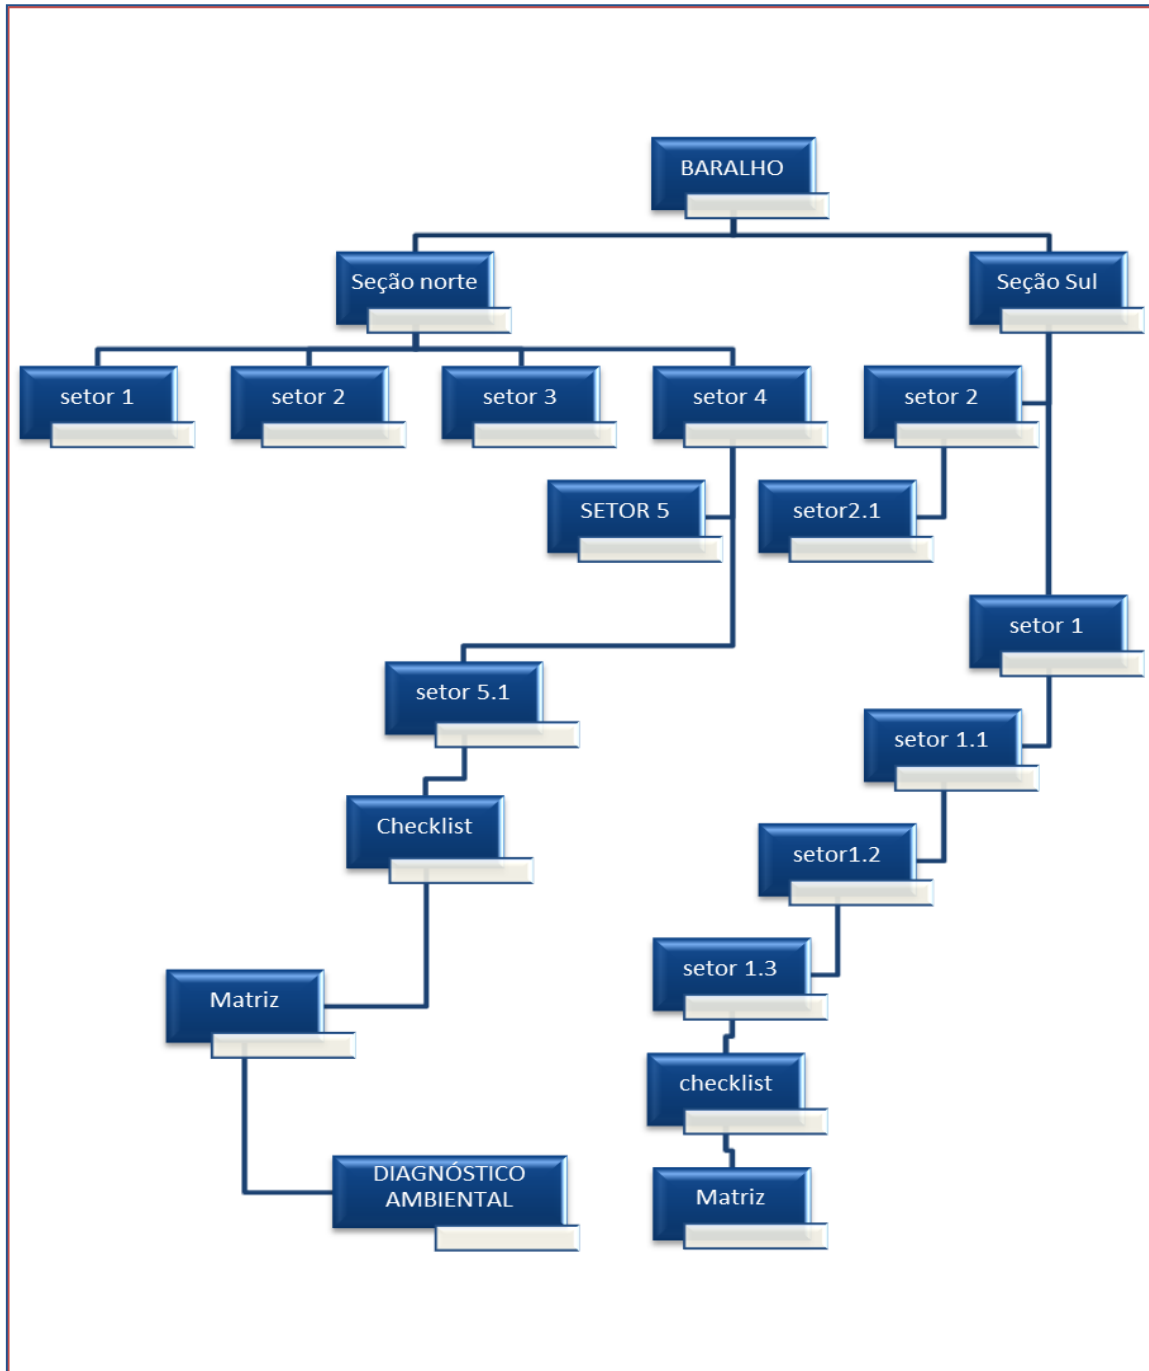 BARALHO
Seção norte
Seção Sul
setor 1
setor 2
setor 3
setor 4
setor 2
SETOR 5
setor2.1
setor 1
setor 5.1
setor 1.1
Checklist
setor1.2
setor 1.3
Matriz
checklist
DIAGNÓSTICO
AMBIENTAL
Matriz